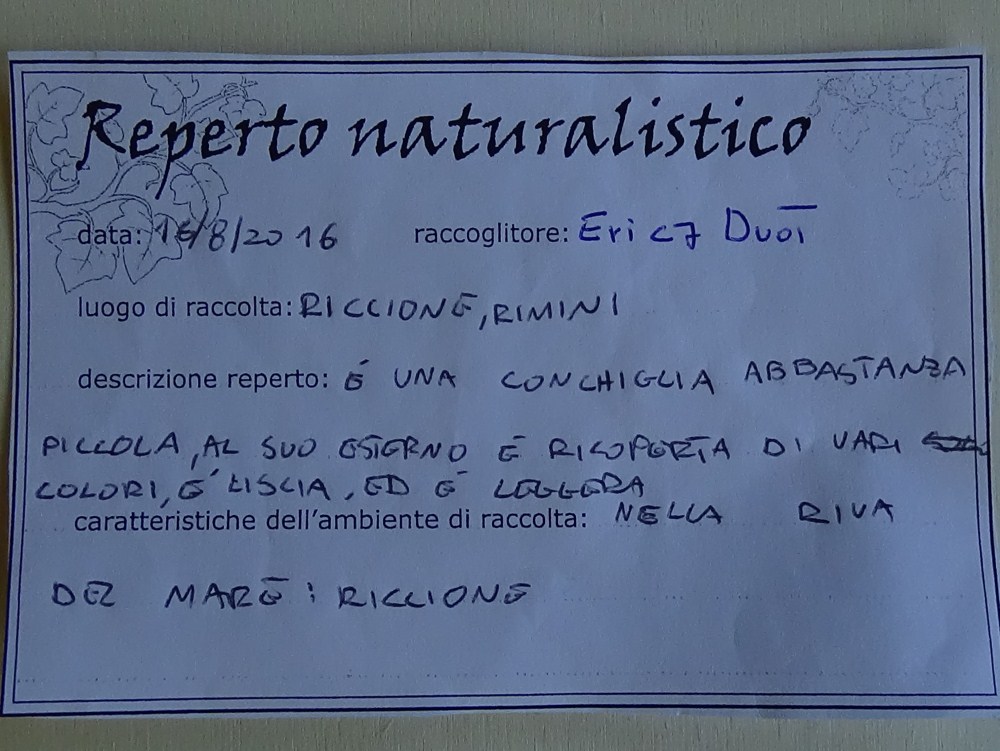 Reperto naturalistico
data: 16/8/2016 raccoglitore:
luogo di raccolta: RICCIONE, RIMINI
descrizione reperto: É UNA CONCHIGLIA ABBASTANZA
PICCOLA, AL SUO ESTERNO É RICOPERTA DI VARI
COLORI, É LISCIA, ED É LEGGERA
caratteristiche dell'ambiente di raccolta: NELLA RIVA
DEL MARE: RICCIONE